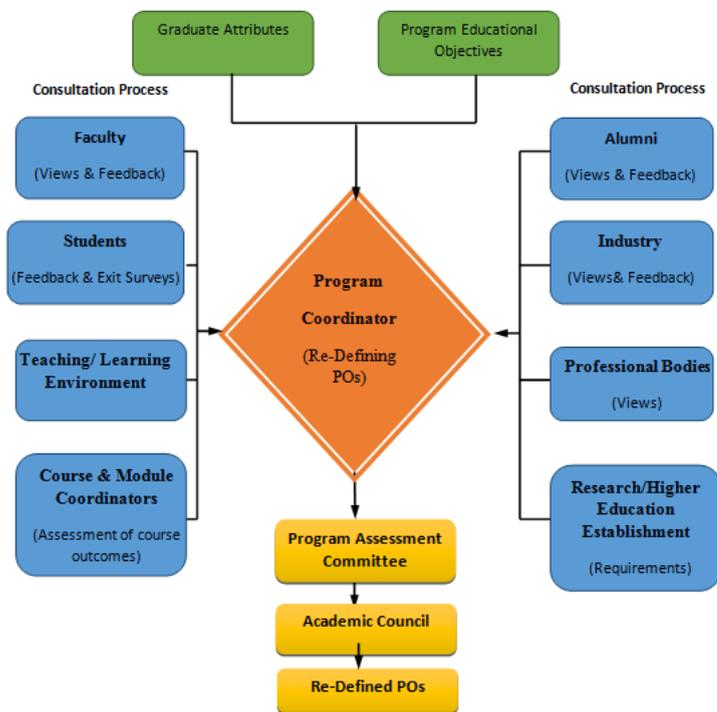 Graduate Attributes
Program Educational
Objectives
Consultation Process
Faculty
(Views & Feedback)
Students
(Feedback & Exit Surveys)
Teaching/ Learning
Environment
Course & Module
Coordinators
(Assessment of course
outcomes)
Consultation Process
Alumni
(Views & Feedback)
Industry
(Views& Feedback)
Professional Bodies
(Views)
Research/Higher
Education
Establishment
(Requirements)
Program
Coordinator
(Re-Defining
POs)
Program Assessment
Committee
Academic Council
Re-Defined POs